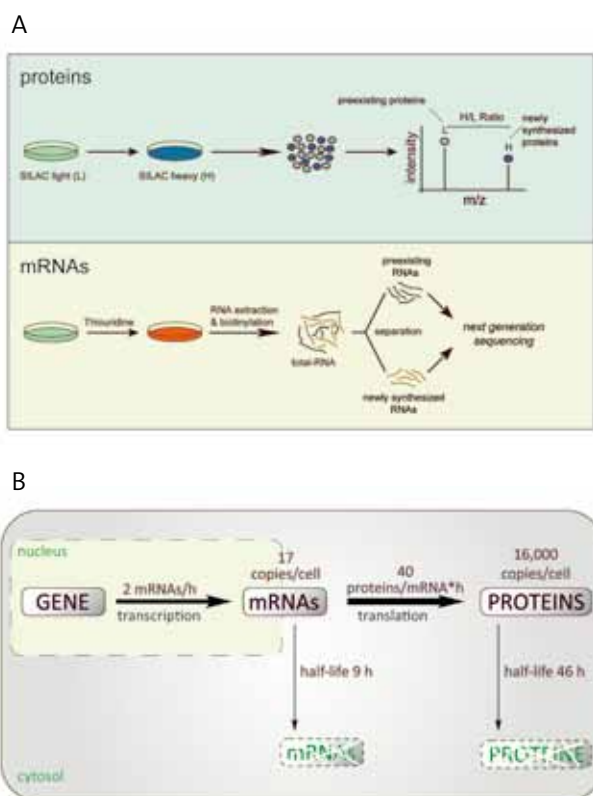 A
proteins
preexisting proteins
H/L Ratio
newly
synthesized
proteins
L
H
intensity
m/z
SILAC light (L)
SILAC heavy (H)
mRNAs
Thiouridine
RNA extraction
& biotinylation
total-RNA
preexisting
RNAs
separation
newly synthesized
RNAs
next generation
sequencing
B
nucleus
GENE
2 mRNAs/h
transcription
17
copies/cell
mRNAs
40
proteins/mRNA*h
translation
16,000
copies/cell
PROTEINS
half-life 9 h
half-life 46 h
mRNAs
PROTEINE
cytosol